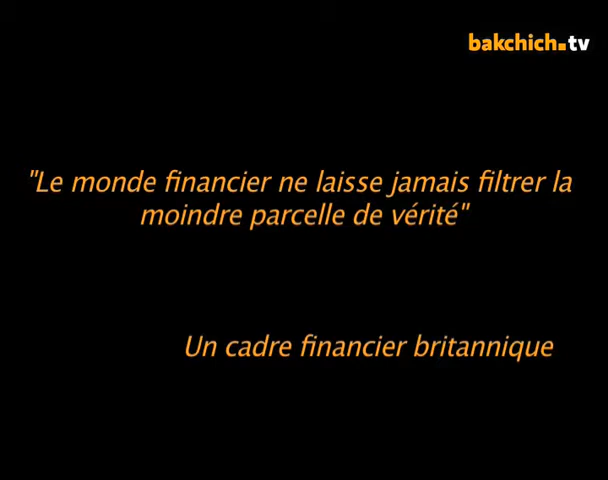 bakchich.tv
"Le monde financier ne laisse jamais filtrer la
moindre parcelle de vérité"
Un cadre financier britannique